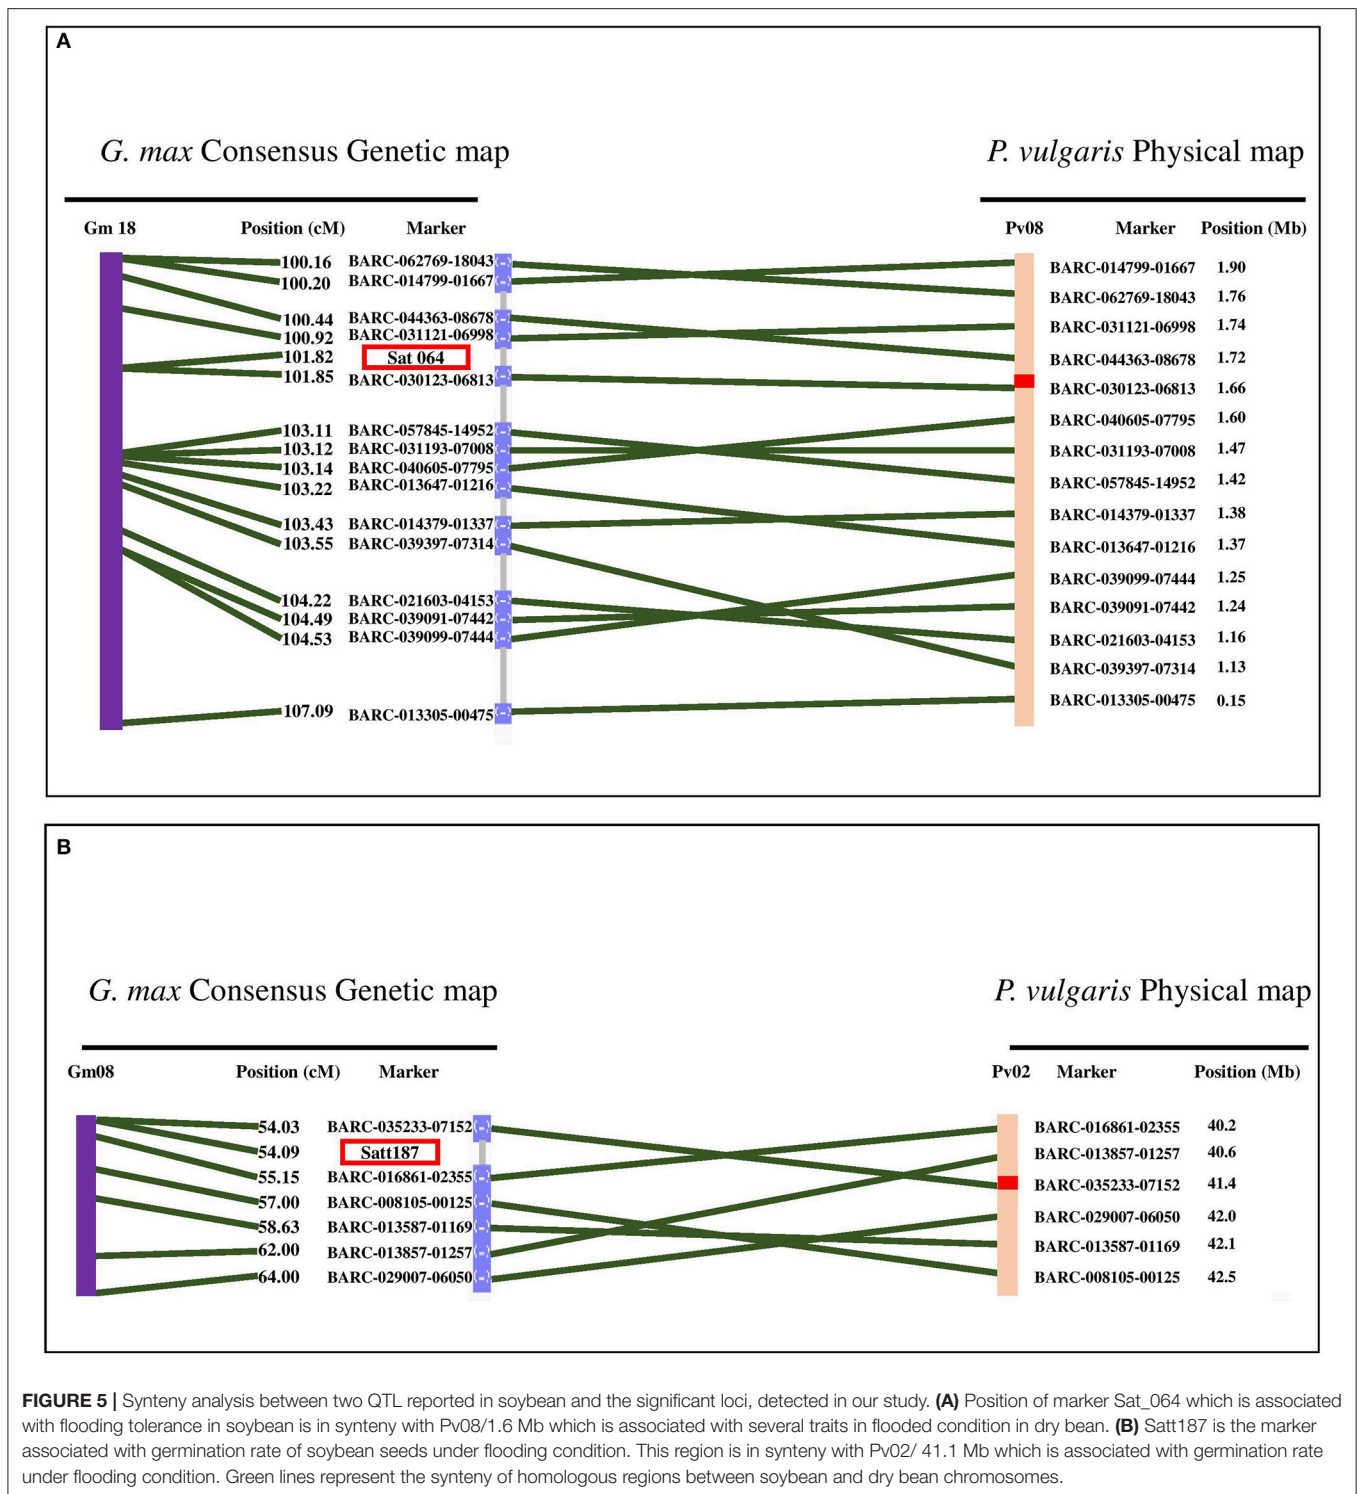 A
G. max Consensus Genetic map
P. vulgaris Physical map
Gm 18 Position (cM) Marker
Pv08 Marker Position (Mb)
100.16 BARC-062769-18043
100.20 BARC-014799-01667
100.44 BARC-044363-08678
100.92 BARC-031121-06998
101.82 Sat 064
101.85 BARC-030123-06813
103.11 BARC-057845-14952
103.12 BARC-031193-07008
103.14 BARC-040605-07795
103.22 BARC-013647-01216
103.43 BARC-014379-01337
103.55 BARC-039397-07314
104.22 BARC-021603-04153
104.49 BARC-039091-07442
104.53 BARC-039099-07444
107.09 BARC-013305-00475
BARC-014799-01667 1.90
BARC-062769-18043 1.76
BARC-031121-06998 1.74
BARC-044363-08678 1.72
BARC-030123-06813 1.66
BARC-040605-07795 1.60
BARC-031193-07008 1.47
BARC-057845-14952 1.42
BARC-014379-01337 1.38
BARC-013647-01216 1.37
BARC-039099-07444 1.25
BARC-039091-07442 1.24
BARC-021603-04153 1.16
BARC-039397-07314 1.13
BARC-013305-00475 0.15
B
G. max Consensus Genetic map
P. vulgaris Physical map
Gm08 Position (cM) Marker
Pv02 Marker Position (Mb)
54.03 BARC-035233-07152
54.09 Satt187
55.15 BARC-016861-02355
57.00 BARC-008105-00125
58.63 BARC-013587-01169
62.00 BARC-013857-01257
64.00 BARC-029007-06050
BARC-016861-02355 40.2
BARC-013857-01257 40.6
BARC-035233-07152 41.4
BARC-029007-06050 42.0
BARC-013587-01169 42.1
BARC-008105-00125 42.5
FIGURE 5 | Synteny analysis between two QTL reported in soybean and the significant loci, detected in our study. (A) Position of marker Sat_064 which is associated
with flooding tolerance in soybean is in synteny with Pv08/1.6 Mb which is associated with several traits in flooded condition in dry bean. (B) Satt187 is the marker
associated with germination rate of soybean seeds under flooding condition. This region is in synteny with Pv02/ 41.1 Mb which is associated with germination rate
under flooding condition. Green lines represent the synteny of homologous regions between soybean and dry bean chromosomes.